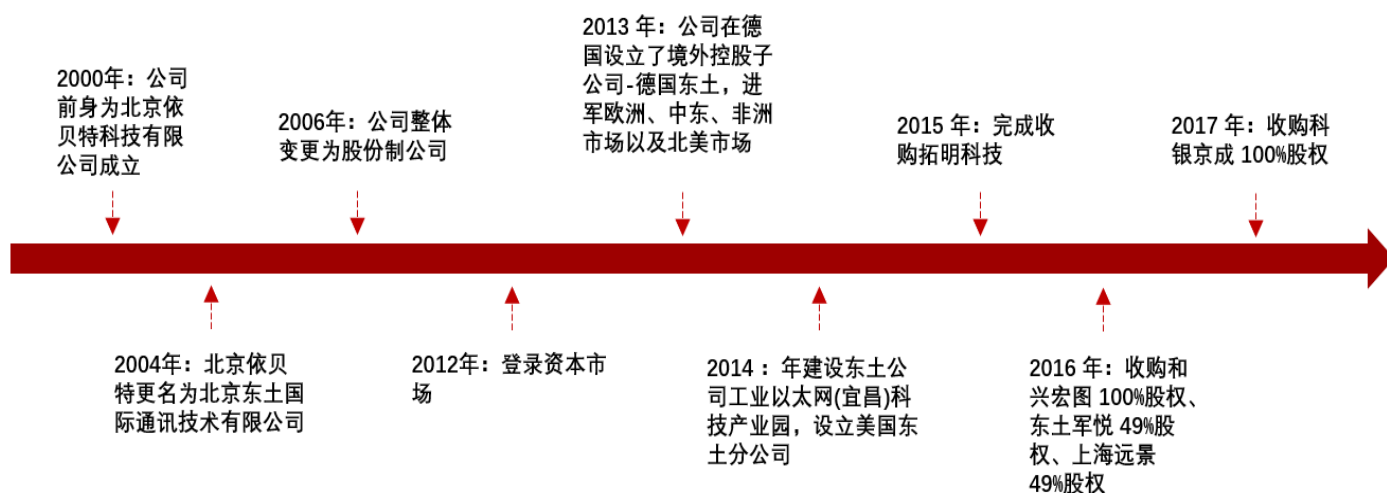 2000年：公司
前身为北京依
贝特科技有限
公司成立
2004年：北京依贝
特更名为北京东土国
际通讯技术有限公司
2006年：公司整体
变更为股份制公司
2012年：登录资本市
场
2013 年：公司在德
国设立了境外控股子
公司-德国东土，进
军欧洲、中东、非洲
市场以及北美市场
2014 ：年建设东土公
司工业以太网(宜昌)科
技产业园，设立美国东
土分公司
2015 年：完成收
购拓明科技
2016 年：收购和
兴宏图 100%股权、
东土军悦 49%股
权、上海远景
49%股权
2017 年：收购科
银京成 100%股权